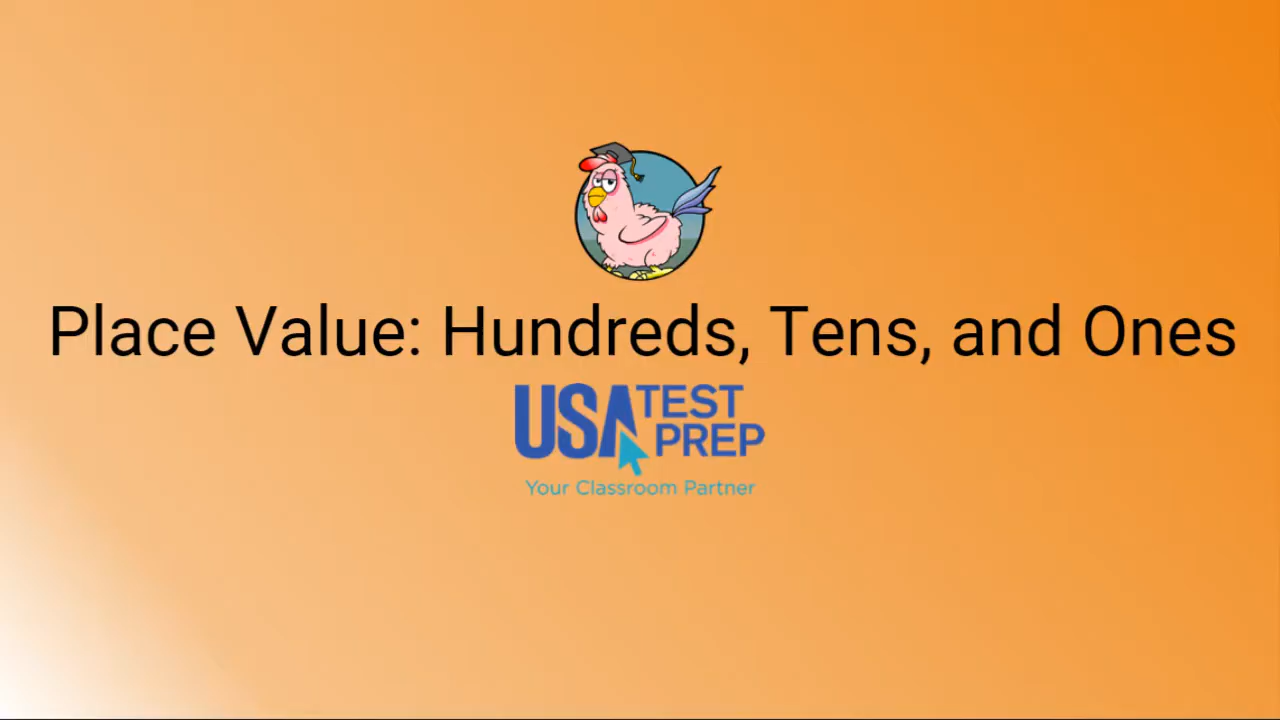 Place Value: Hundreds, Tens, and Ones
USA TEST PREP
Your Classroom Partner